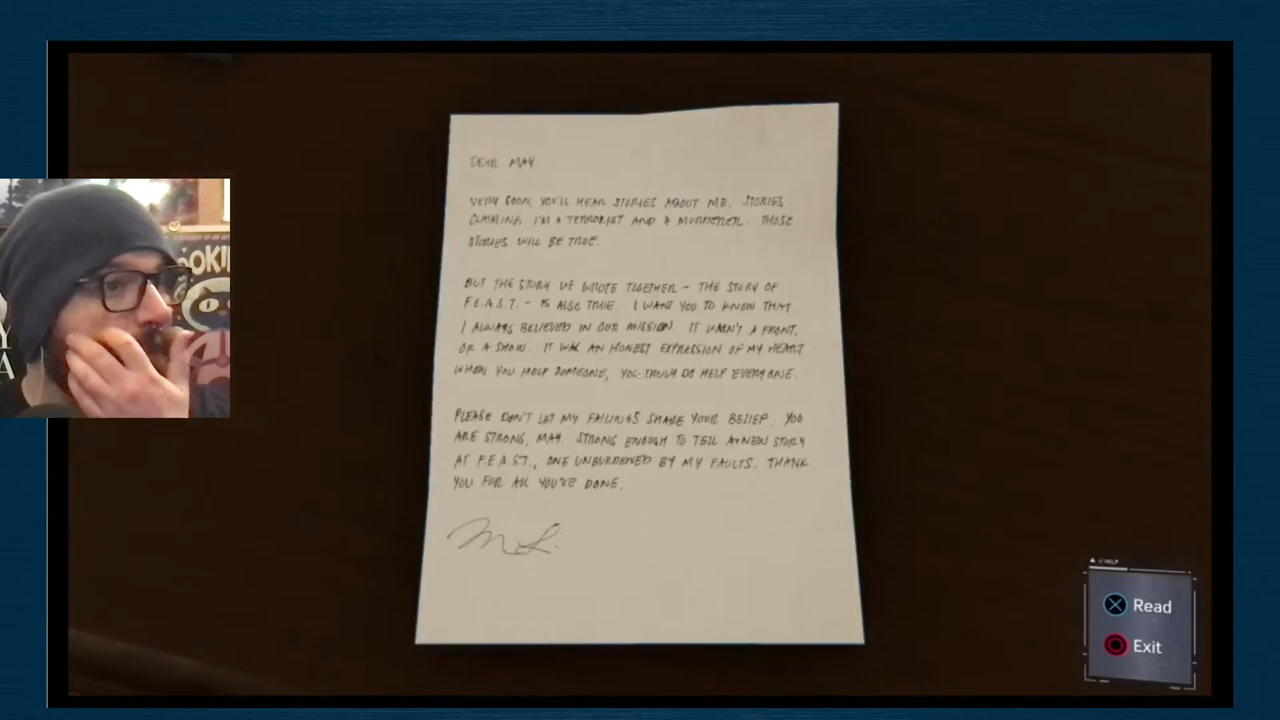 DEAR MAY
VERY SOON, YOU'LL HEAR STORIES ABOUT ME. STORIES
CLAIMING I'M A TERRORIST AND A MURDERER. THOSE
STORIES WILL BE TRUE.
BUT THE STORY WE WROTE TOGETHER - THE STORY OF
F.E.A.S.T. - IS ALSO TRUE. I WANT YOU TO KNOW THAT
I ALWAYS BELIEVED IN OUR MISSION. IT WASN'T A FRONT,
OR A SHOW. IT WAS AN HONEST EXPRESSION OF MY HEART
WHEN YOU HELP SOMEONE, YOU TRULY DO HELP EVERYONE.
PLEASE DON'T LET MY FAILINGS SHAKE YOUR BELIEF. YOU
ARE STRONG, MAY. STRONG ENOUGH TO TELL A NEW STORY
AT F.E.A.S.T., ONE UNBURDENED BY MY FAULTS. THANK
YOU FOR ALL YOU'VE DONE.
M L.
HELP
Read
Exit